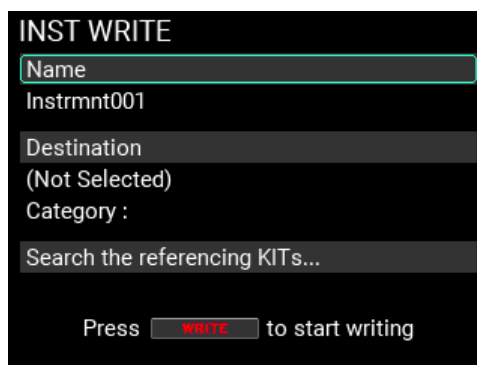 INST WRITE
Name
Instrmnt001
Destination
(Not Selected)
Category :
Search the referencing KITs...
Press WRITE to start writing